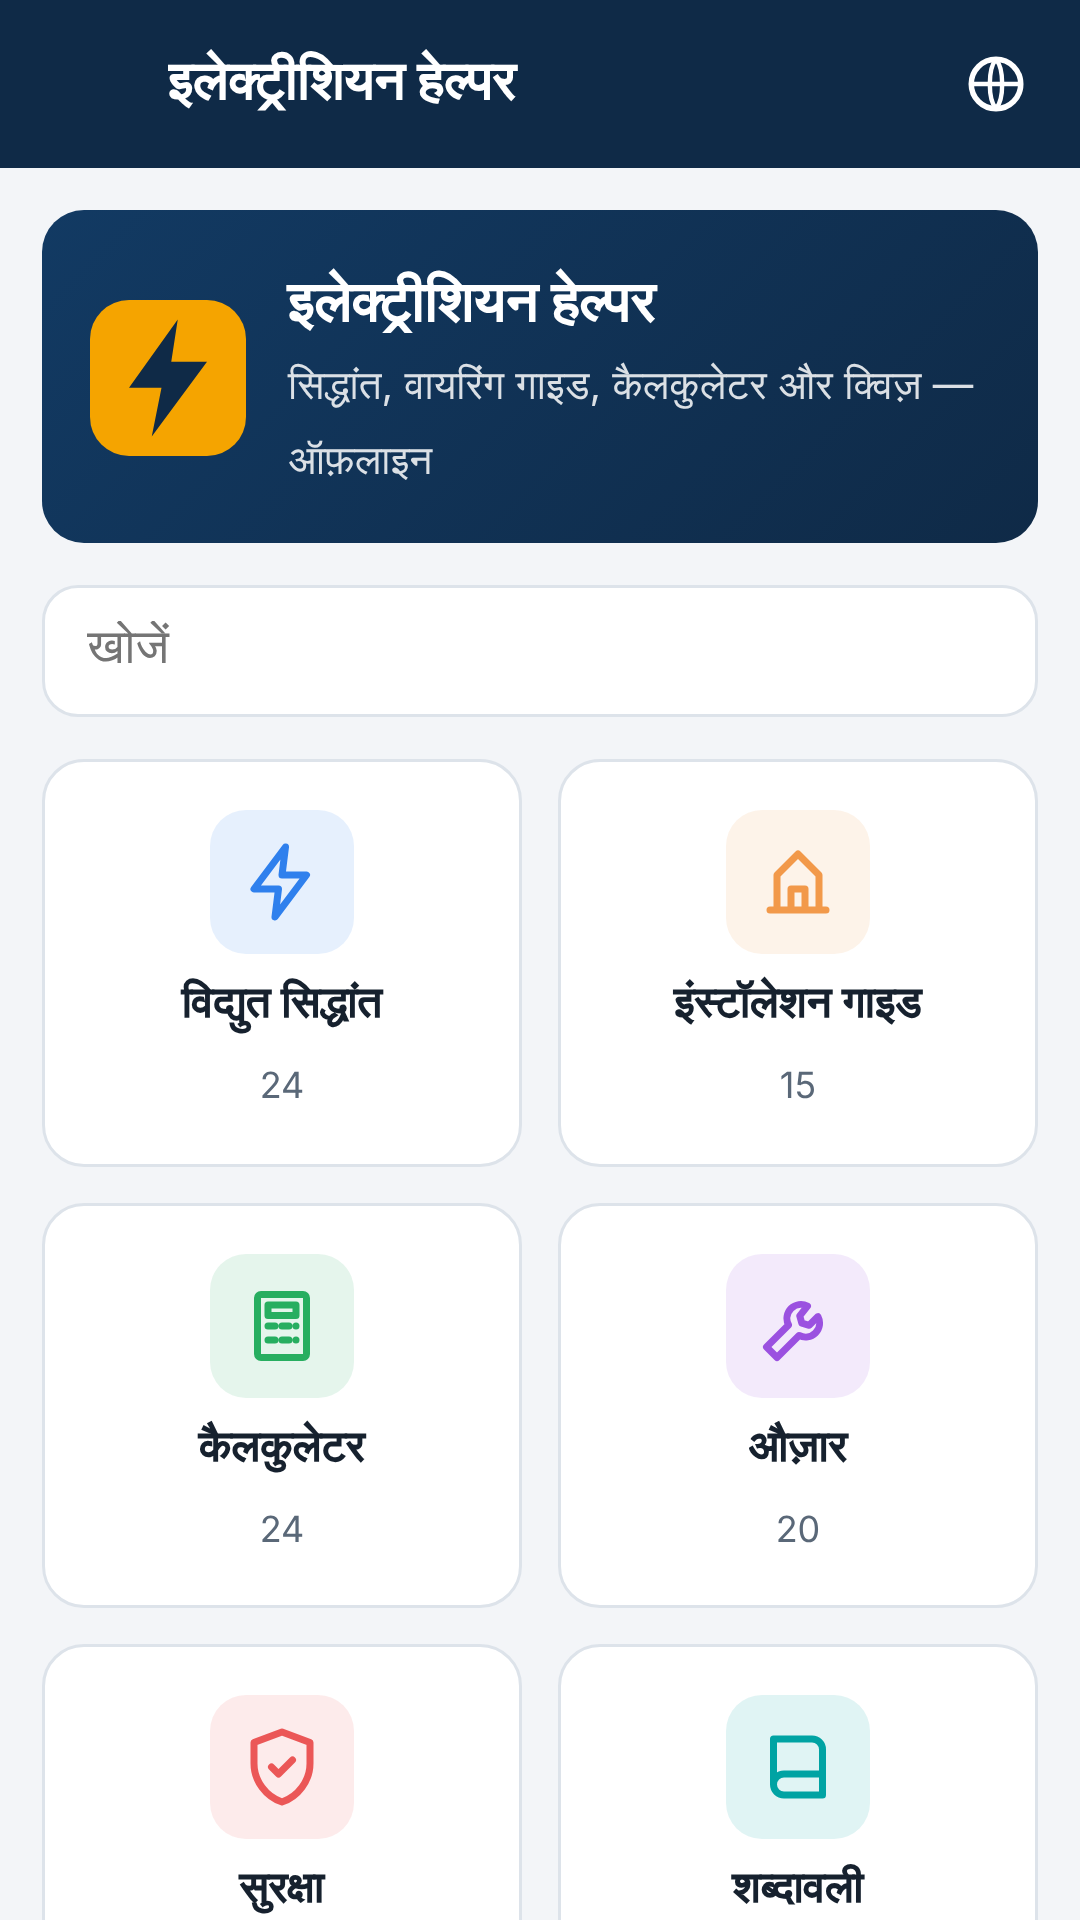 इलेक्ट्रीशियन हेल्पर
इलेक्ट्रीशियन हेल्पर
सिद्धांत, वायरिंग गाइड, कैलकुलेटर और क्विज़ —
ऑफ़लाइन
खोजें
विद्युत सिद्धांत
24
इंस्टॉलेशन गाइड
15
कैलकुलेटर
24
औज़ार
20
सुरक्षा
शब्दावली